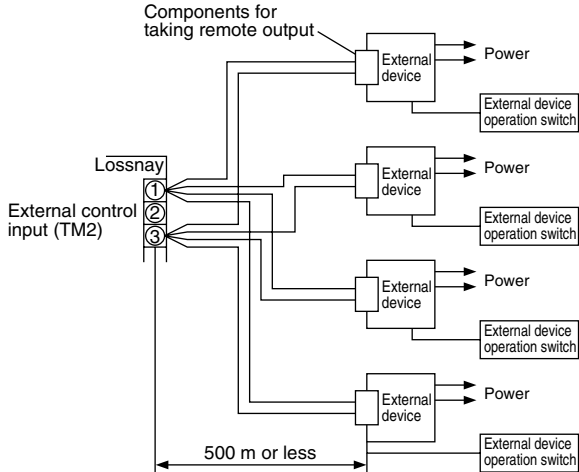 Components for
taking remote output
External
device
Power
External device
operation switch
Lossnay
External control
input (TM2)
1
2
3
External
device
Power
External device
operation switch
External
device
Power
External device
operation switch
External
device
Power
External device
operation switch
500 m or less